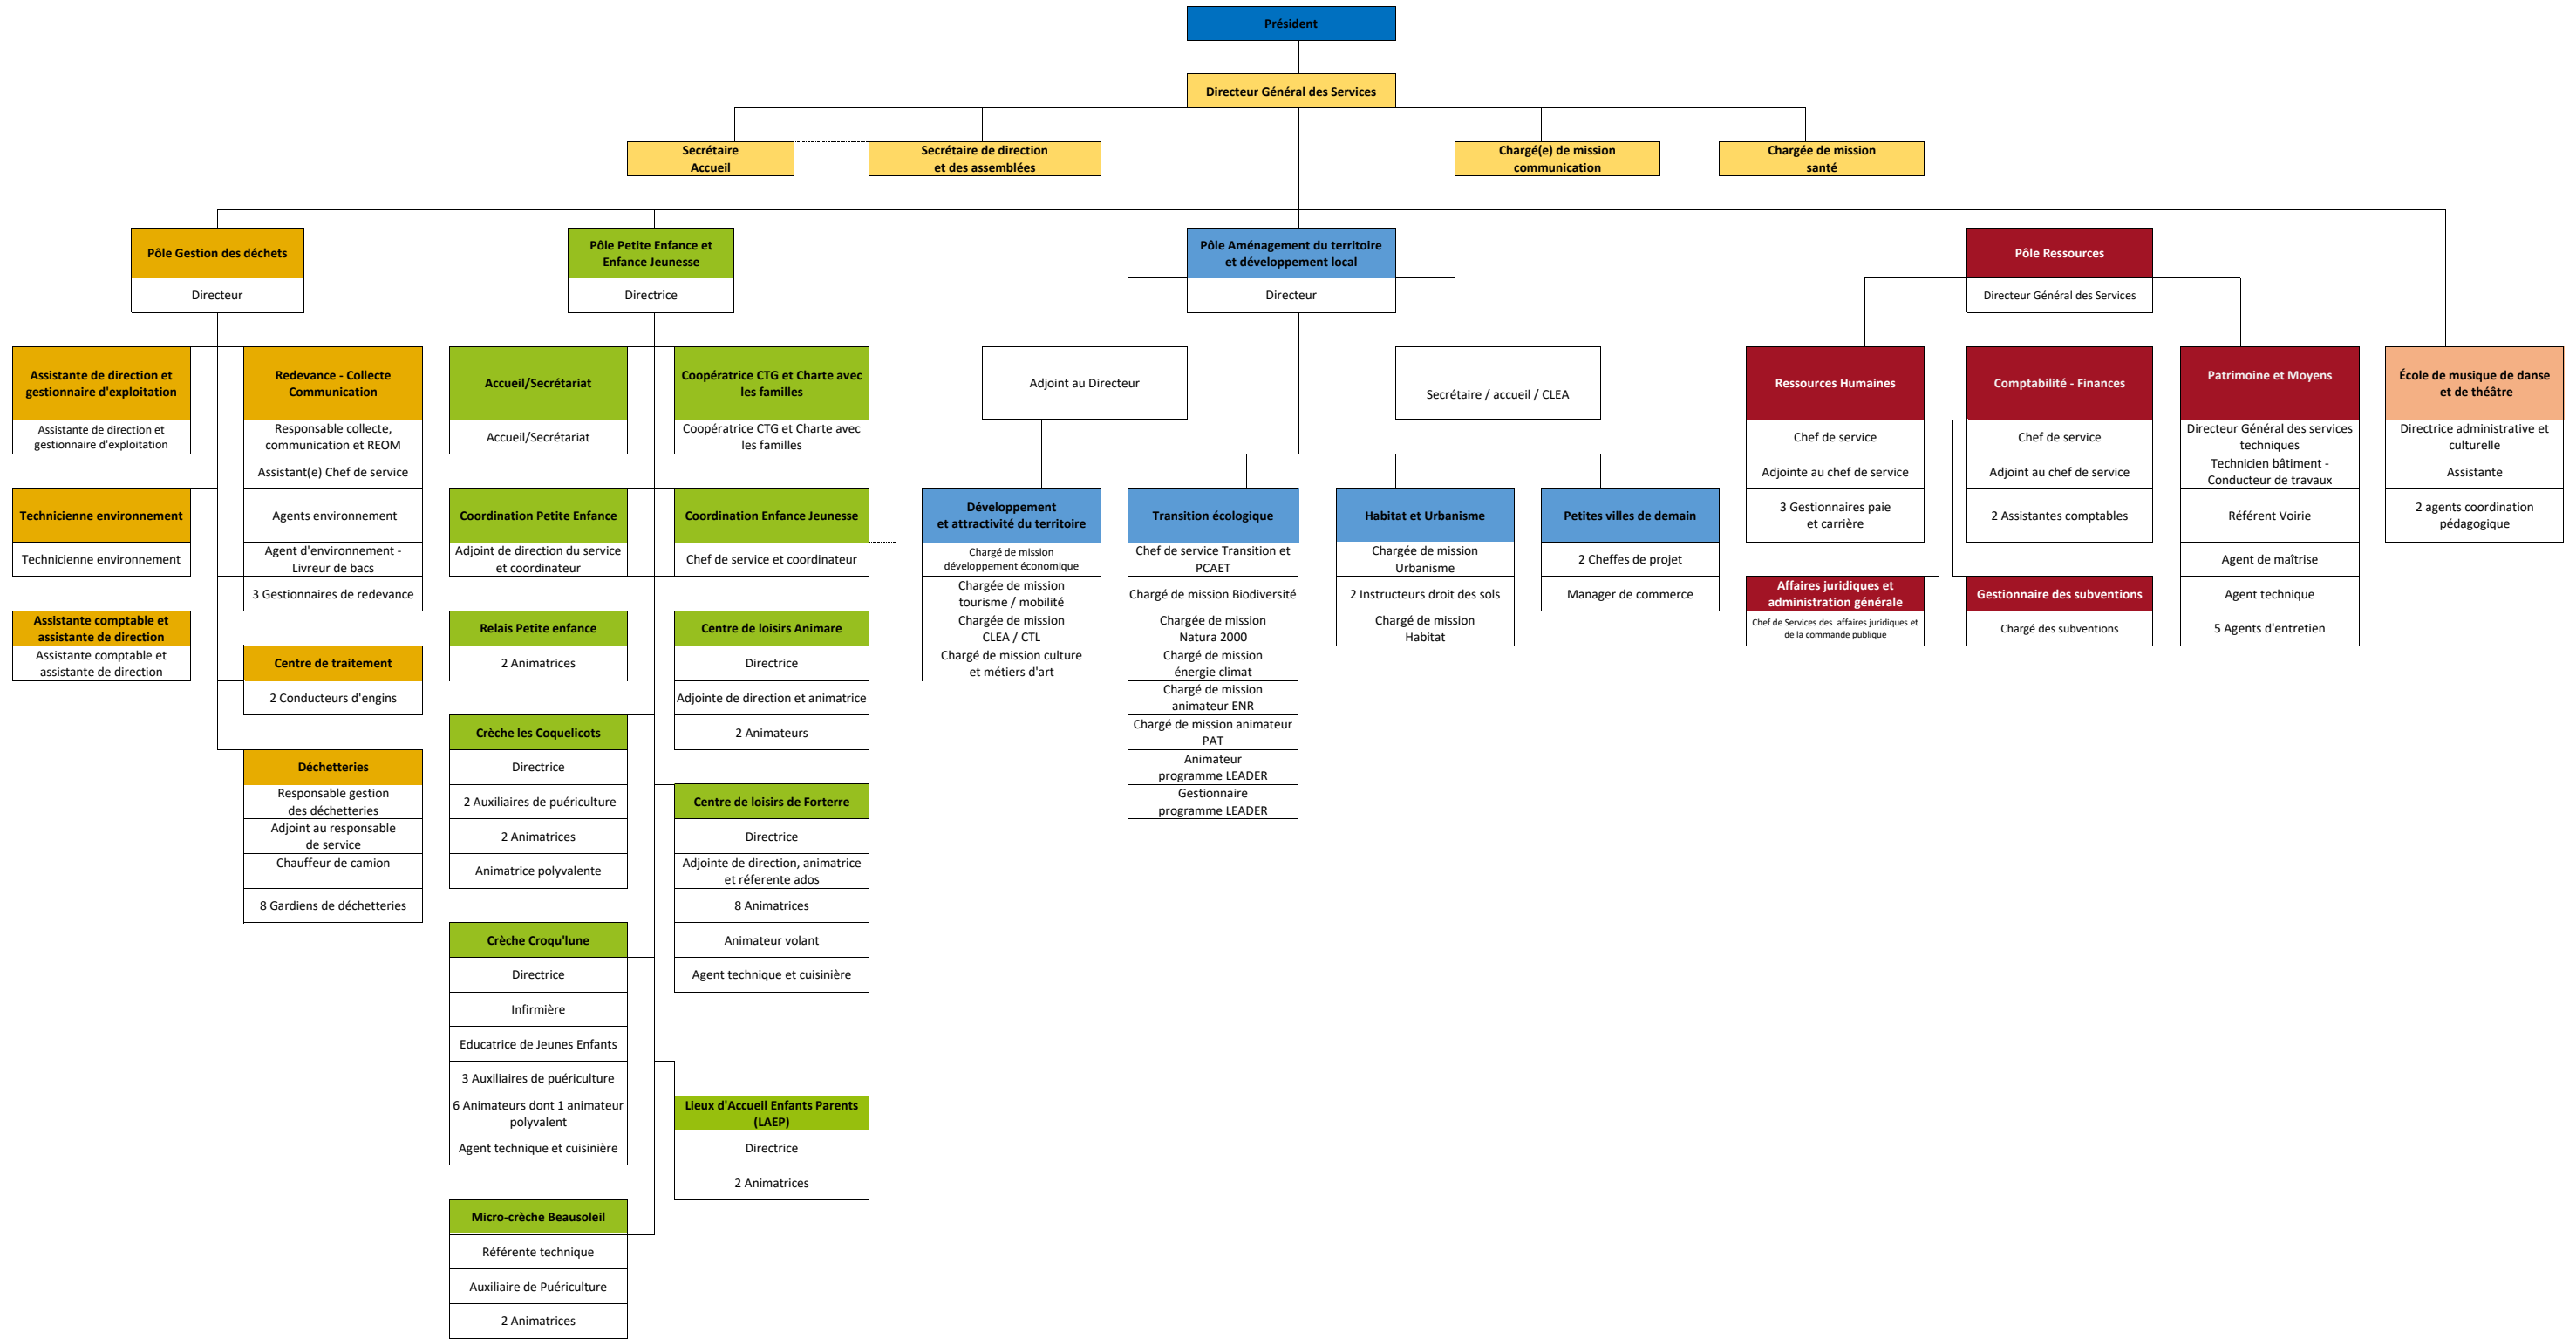 Président
Directeur Général des Services
Secrétaire
Accueil
Secrétaire de direction
et des assemblées
Chargé(e) de mission
communication
Chargée de mission
santé
Pôle Gestion des déchets
Directeur
Pôle Petite Enfance et
Enfance Jeunesse
Directrice
Pôle Aménagement du territoire
et développement local
Directeur
Pôle Ressources
Directeur Général des Services
Assistante de direction et
gestionnaire d'exploitation
Assistante de direction et
gestionnaire d'exploitation
Technicienne environnement
Technicienne environnement
Assistante comptable et
assistante de direction
Assistante comptable et
assistante de direction
Redevance - Collecte
Communication
Responsable collecte,
communication et REOM
Assistant(e) Chef de service
Agents environnement
Agent d'environnement -
Livreur de bacs
3 Gestionnaires de redevance
Centre de traitement
2 Conducteurs d'engins
Déchetteries
Responsable gestion
des déchetteries
Adjoint au responsable
de service
Chauffeur de camion
8 Gardiens de déchetteries
Accueil/Secrétariat
Accueil/Secrétariat
Coordination Petite Enfance
Adjoint de direction du service
et coordinateur
Relais Petite enfance
2 Animatrices
Crèche les Coquelicots
Directrice
2 Auxiliaires de puériculture
2 Animatrices
Animatrice polyvalente
Crèche Croqu'lune
Directrice
Infirmière
Educatrice de Jeunes Enfants
3 Auxiliaires de puériculture
6 Animateurs dont 1 animateur
polyvalent
Agent technique et cuisinière
Micro-crèche Beausoleil
Référente technique
Auxiliaire de Puériculture
2 Animatrices
Coopératrice CTG et Charte avec
les familles
Coopératrice CTG et Charte avec
les familles
Coordination Enfance Jeunesse
Chef de service et coordinateur
Centre de loisirs Animare
Directrice
Adjointe de direction et animatrice
2 Animateurs
Centre de loisirs de Forterre
Directrice
Adjointe de direction, animatrice
et réferente ados
8 Animatrices
Animateur volant
Agent technique et cuisinière
Lieux d'Accueil Enfants Parents
(LAEP)
Directrice
2 Animatrices
Adjoint au Directeur
Secrétaire / accueil / CLEA
Développement
et attractivité du territoire
Chargé de mission
développement économique
Chargée de mission
tourisme / mobilité
Chargée de mission
CLEA / CTL
Chargé de mission culture
et métiers d'art
Transition écologique
Chef de service Transition et
PCAET
Chargé de mission Biodiversité
Chargée de mission
Natura 2000
Chargé de mission
énergie climat
Chargé de mission
animateur ENR
Chargé de mission animateur
PAT
Animateur
programme LEADER
Gestionnaire
programme LEADER
Habitat et Urbanisme
Chargée de mission
Urbanisme
2 Instructeurs droit des sols
Chargé de mission
Habitat
Petites villes de demain
2 Cheffes de projet
Manager de commerce
Ressources Humaines
Chef de service
Adjointe au chef de service
3 Gestionnaires paie
et carrière
Affaires juridiques et
administration générale
Chef de Services des affaires juridiques et
de la commande publique
Comptabilité - Finances
Chef de service
Adjoint au chef de service
2 Assistantes comptables
Gestionnaire des subventions
Chargé des subventions
Patrimoine et Moyens
Directeur Général des services
techniques
Technicien bâtiment -
Conducteur de travaux
Référent Voirie
Agent de maîtrise
Agent technique
5 Agents d'entretien
École de musique de danse
et de théâtre
Directrice administrative et
culturelle
Assistante
2 agents coordination
pédagogique